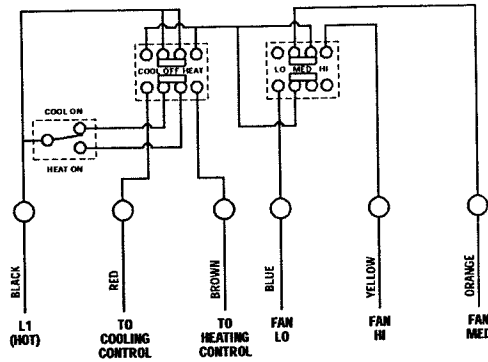 COOL OFF HEAT
LO MED HI
COOL ON
HEAT ON
BLACK
RED
BROWN
BLUE
YELLOW
ORANGE
L1
(HOT)
TO
COOLING
CONTROL
TO
HEATING
CONTROL
FAN
LO
FAN
HI
FAN
MED